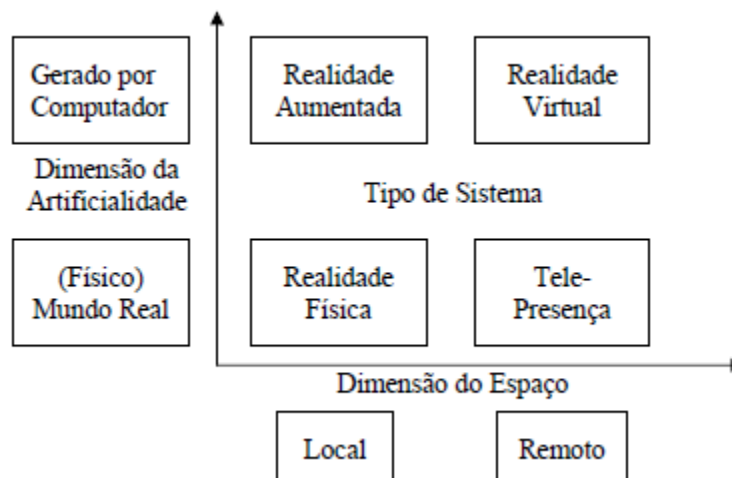 Gerado por
Computador
Realidade
Aumentada
Realidade
Virtual
Dimensão da
Artificialidade
Tipo de Sistema
(Físico)
Mundo Real
Realidade
Física
Tele-
Presença
Dimensão do Espaço
Local
Remoto